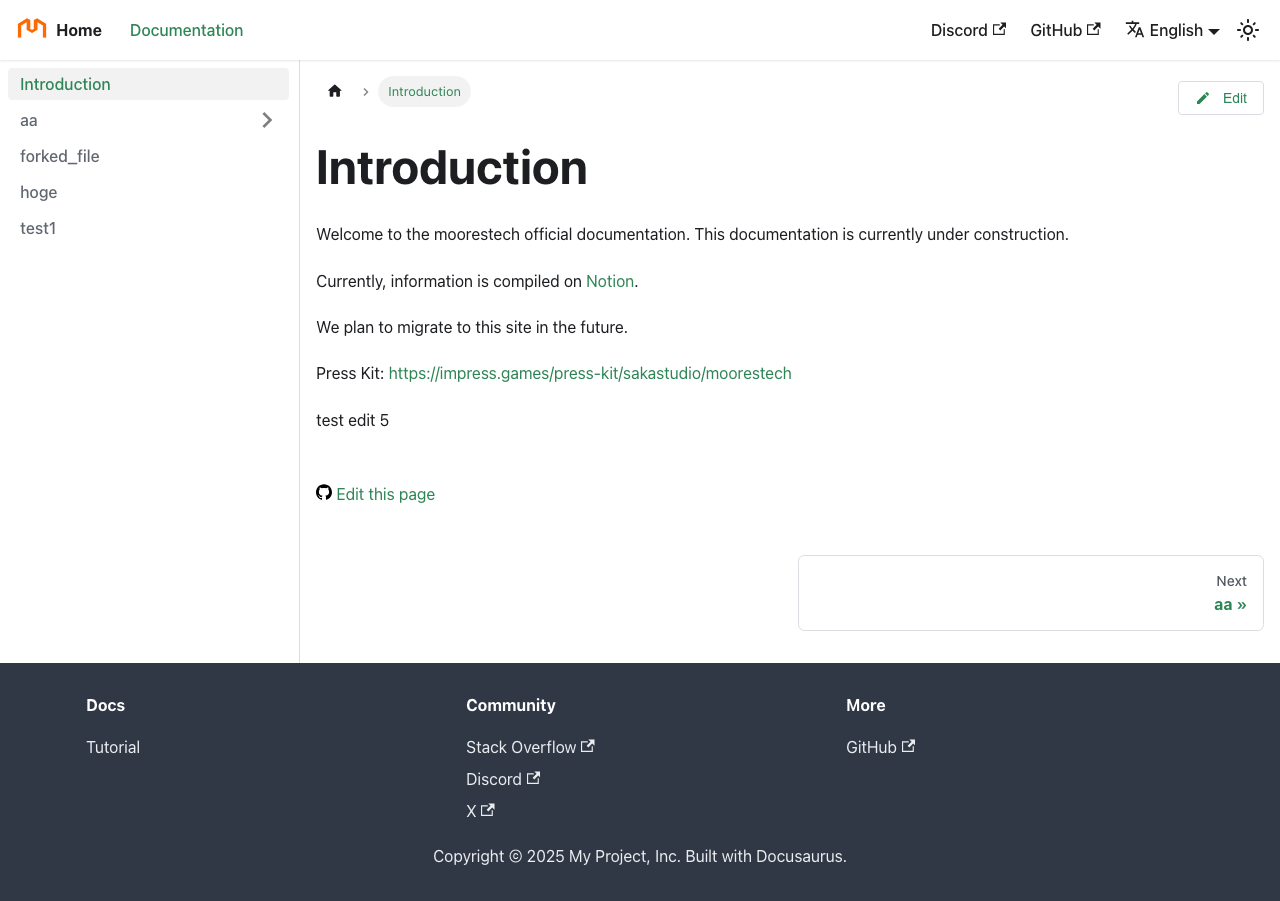 Home Documentation Discord GitHub English
Introduction
aa
forked_file
hoge
test1
Introduction
Edit
Introduction
Welcome to the moorestech official documentation. This documentation is currently under construction.
Currently, information is compiled on Notion.
We plan to migrate to this site in the future.
Press Kit: https://impress.games/press-kit/sakastudio/moorestech
test edit 5
Edit this page
Next
aa »
Docs
Tutorial
Community
Stack Overflow
Discord
X
More
GitHub
Copyright © 2025 My Project, Inc. Built with Docusaurus.